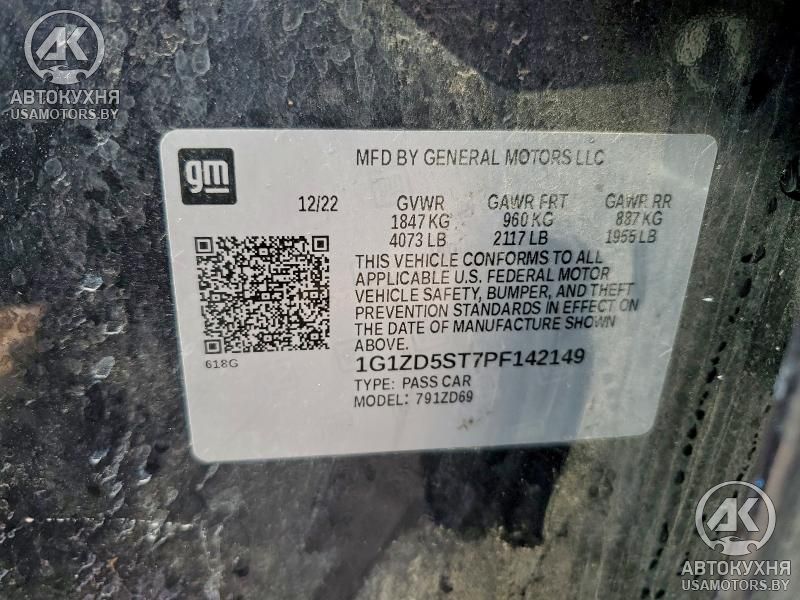 AK
АВТОКУХНЯ
USAMOTORS.BY
gm
MFD BY GENERAL MOTORS LLC
12/22 GVWR GAWR FRT GAWR RR
1847 KG 960 KG 887 KG
4073 LB 2117 LB 1955 LB
THIS VEHICLE CONFORMS TO ALL
APPLICABLE U.S. FEDERAL MOTOR
VEHICLE SAFETY, BUMPER, AND THEFT
PREVENTION STANDARDS IN EFFECT ON
THE DATE OF MANUFACTURE SHOWN
ABOVE.
618G
1G1ZD5ST7PF142149
TYPE: PASS CAR
MODEL: 791ZD69
AK
АВТОКУХНЯ
USAMOTORS.BY